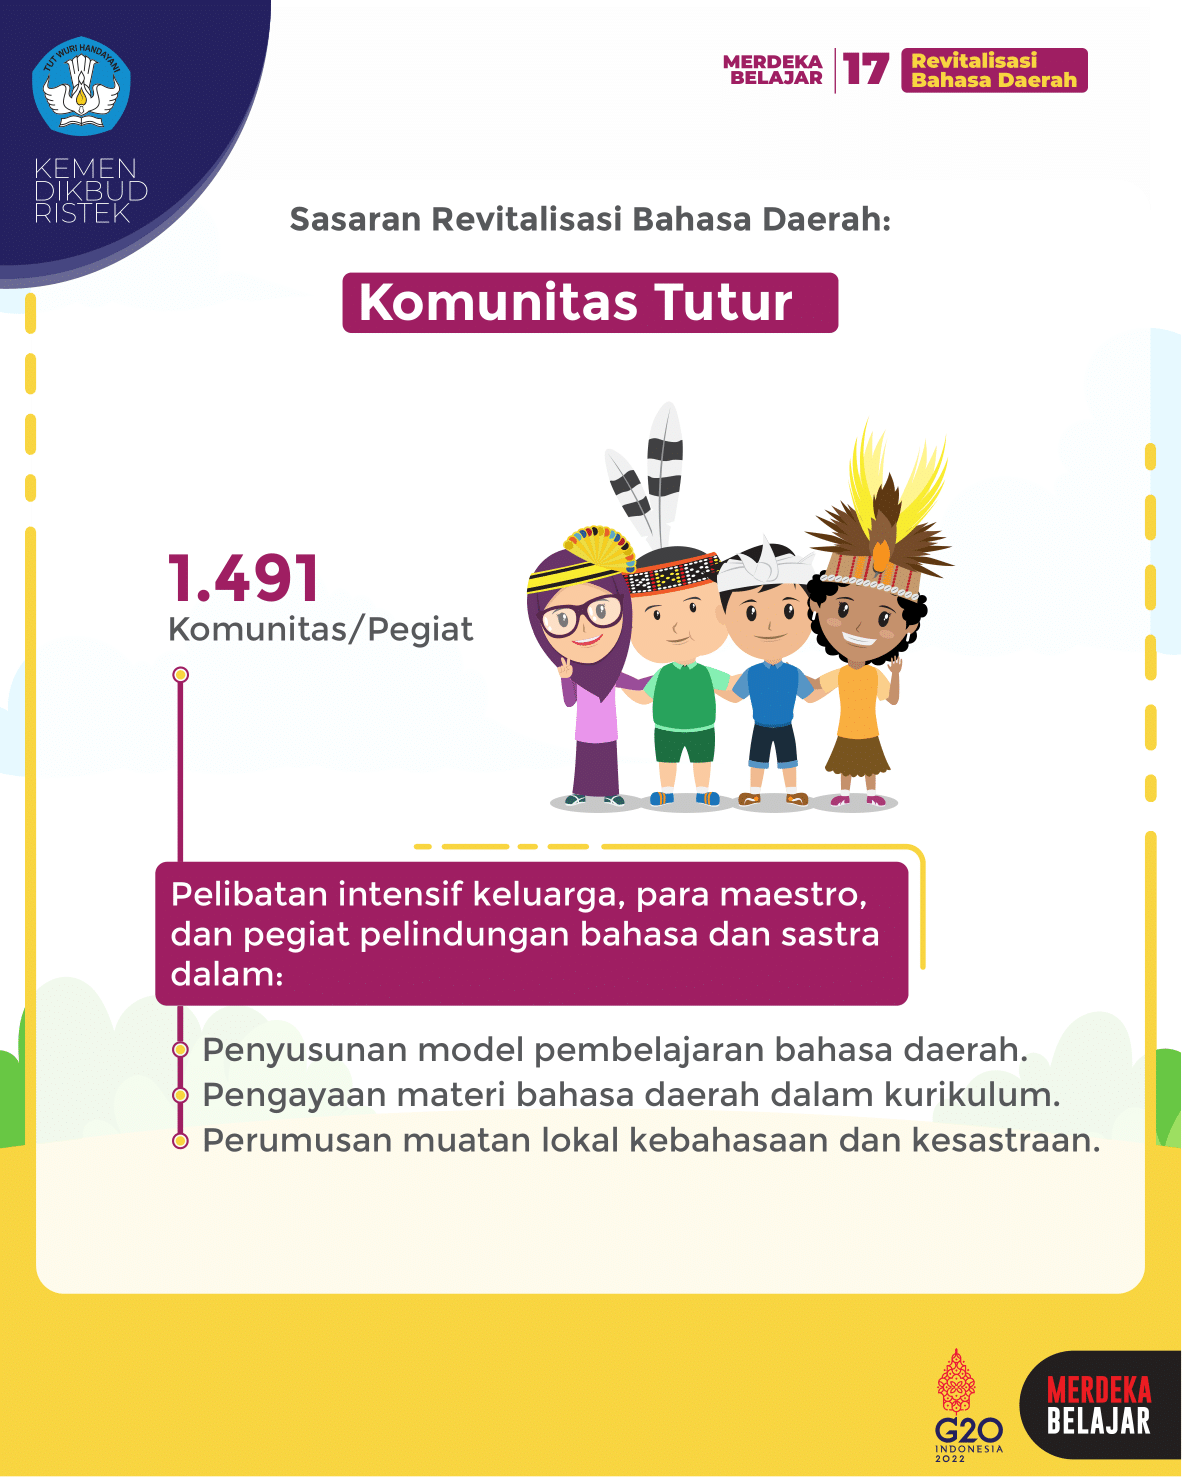 TUT WURI HANDAYANI
KEMEN
DIKBUD
RISTEK
MERDEKA
BELAJAR
17
Revitalisasi
Bahasa Daerah
Sasaran Revitalisasi Bahasa Daerah:
Komunitas Tutur
1.491
Komunitas/Pegiat
Pelibatan intensif keluarga, para maestro,
dan pegiat pelindungan bahasa dan sastra
dalam:
Penyusunan model pembelajaran bahasa daerah.
Pengayaan materi bahasa daerah dalam kurikulum.
Perumusan muatan lokal kebahasaan dan kesastraan.
G20
INDONESIA
2022
MERDEKA
BELAJAR